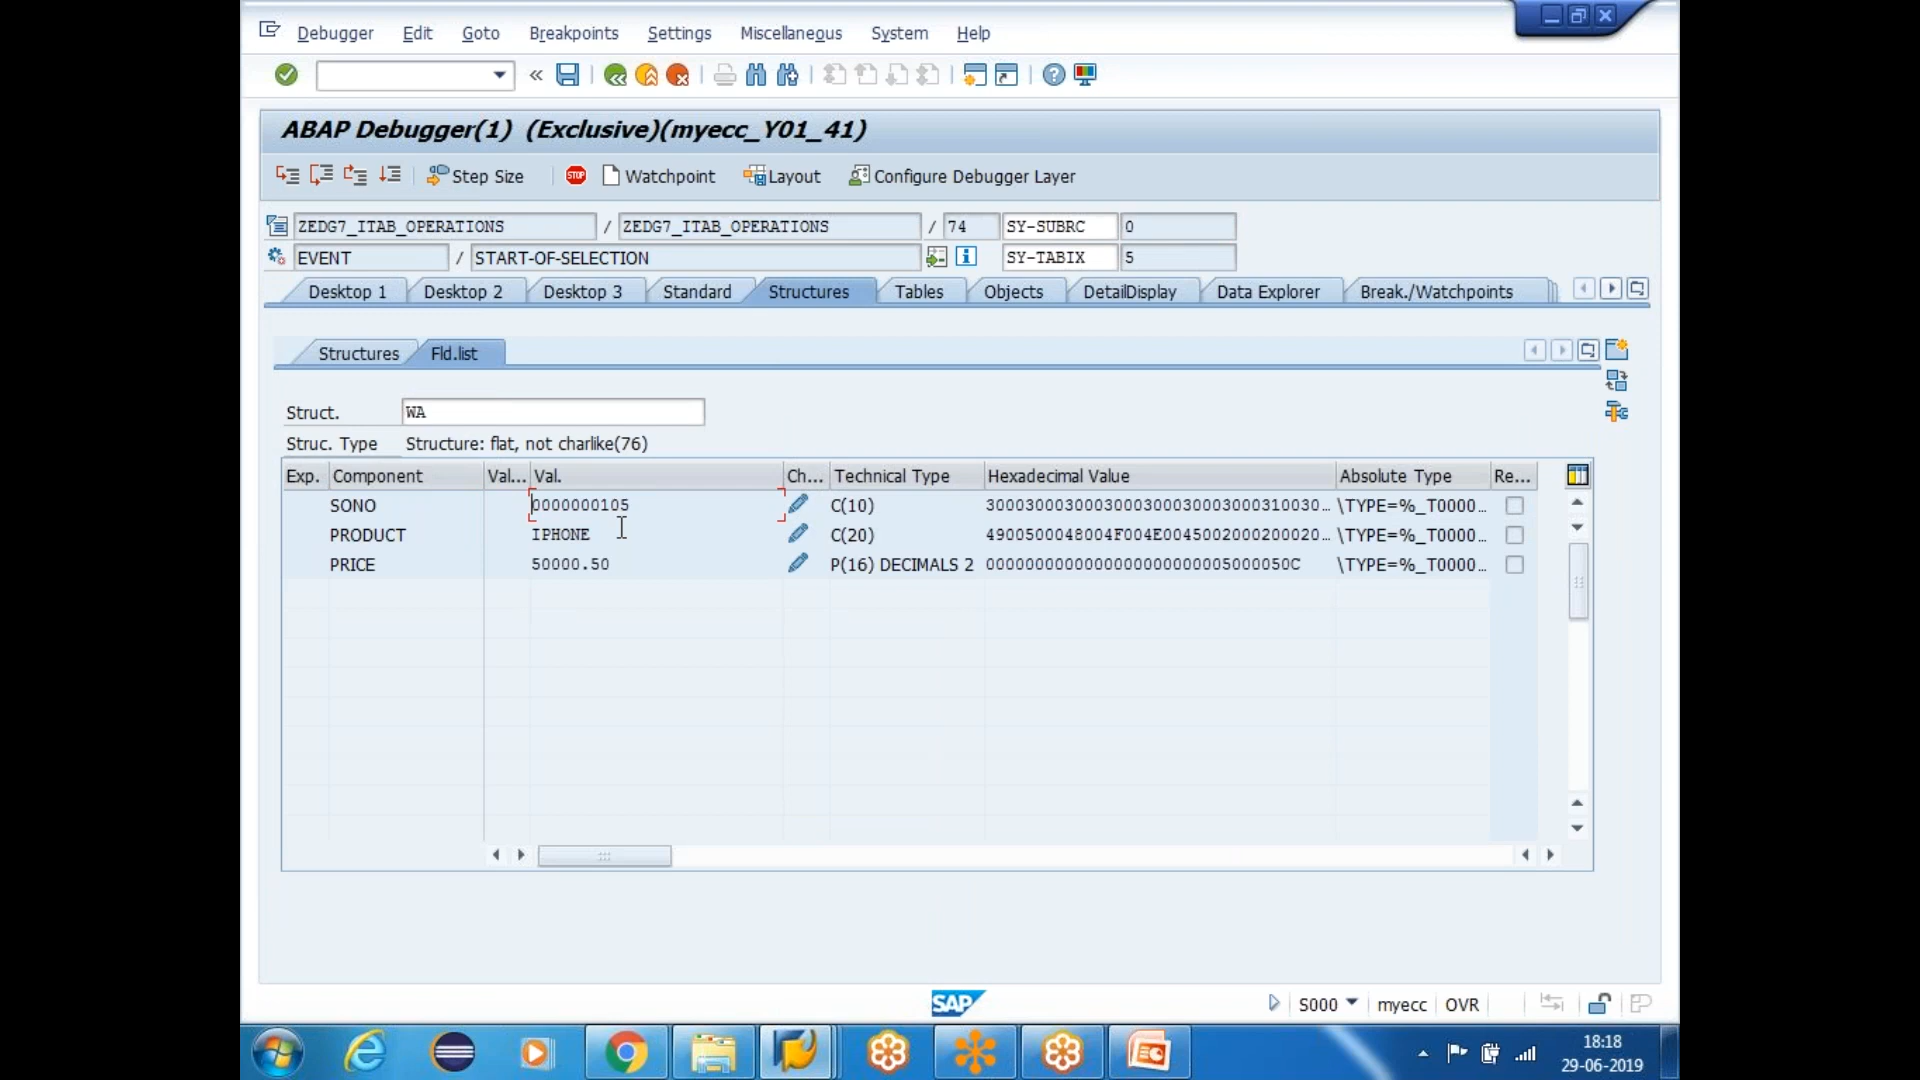 Debugger Edit Goto Breakpoints Settings Miscellaneous System Help
ABAP Debugger(1) (Exclusive)(myecc_Y01_41)
Step Size STOP Watchpoint Layout Configure Debugger Layer
ZEDG7_ITAB_OPERATIONS / ZEDG7_ITAB_OPERATIONS / 74 SY-SUBRC 0
EVENT / START-OF-SELECTION SY-TABIX 5
Desktop 1 Desktop 2 Desktop 3 Standard Structures Tables Objects DetailDisplay Data Explorer Break./Watchpoints
Structures Fld.list
Struct. WA
Struc. Type Structure: flat, not charlike(76)
Exp. Component Val... Val. Ch... Technical Type Hexadecimal Value Absolute Type Re...
SONO 0000000105 C(10) 3000300030003000300030003000310030... \TYPE=%_T0000...
PRODUCT IPHONE C(20) 4900500048004F004E0045002000200020... \TYPE=%_T0000...
PRICE 50000.50 P(16) DECIMALS 2 0000000000000000000000005000050C \TYPE=%_T0000...
SAP
S000 myecc OVR
18:18
29-06-2019